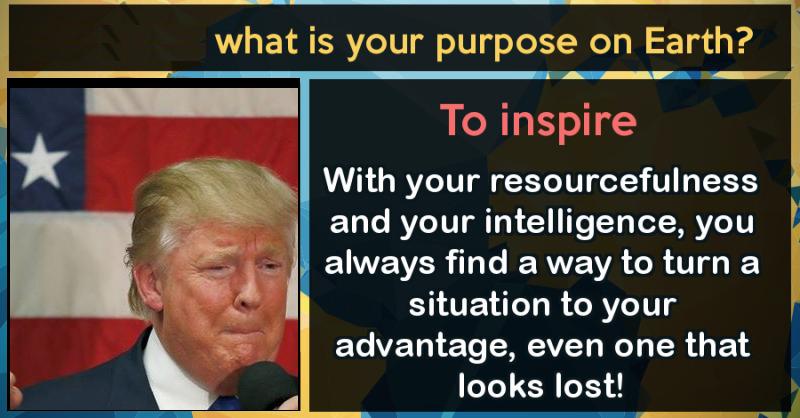 what is your purpose on Earth?
To inspire
With your resourcefulness
and your intelligence, you
always find a way to turn a
situation to your
advantage, even one that
looks lost!